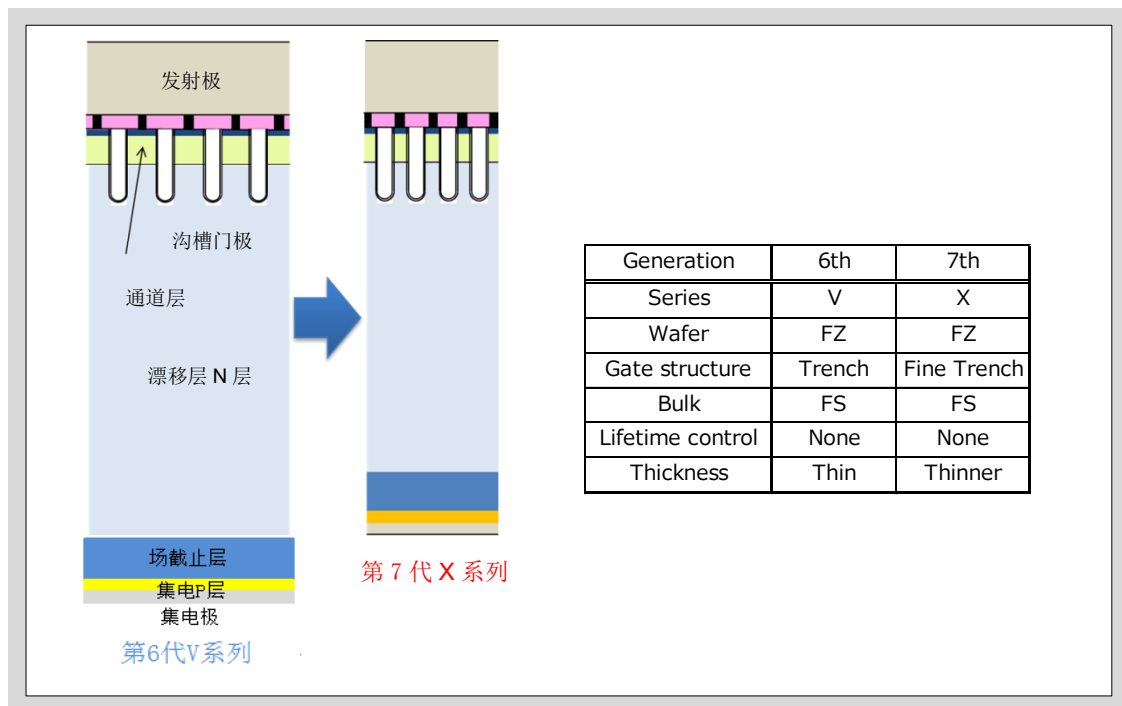 发射极
沟槽门极
通道层
漂移层 N 层
场截止层
集电P层
集电极
第6代V系列
第 7 代 X 系列
Generation 6th 7th
Series V X
Wafer FZ FZ
Gate structure Trench Fine Trench
Bulk FS FS
Lifetime control None None
Thickness Thin Thinner